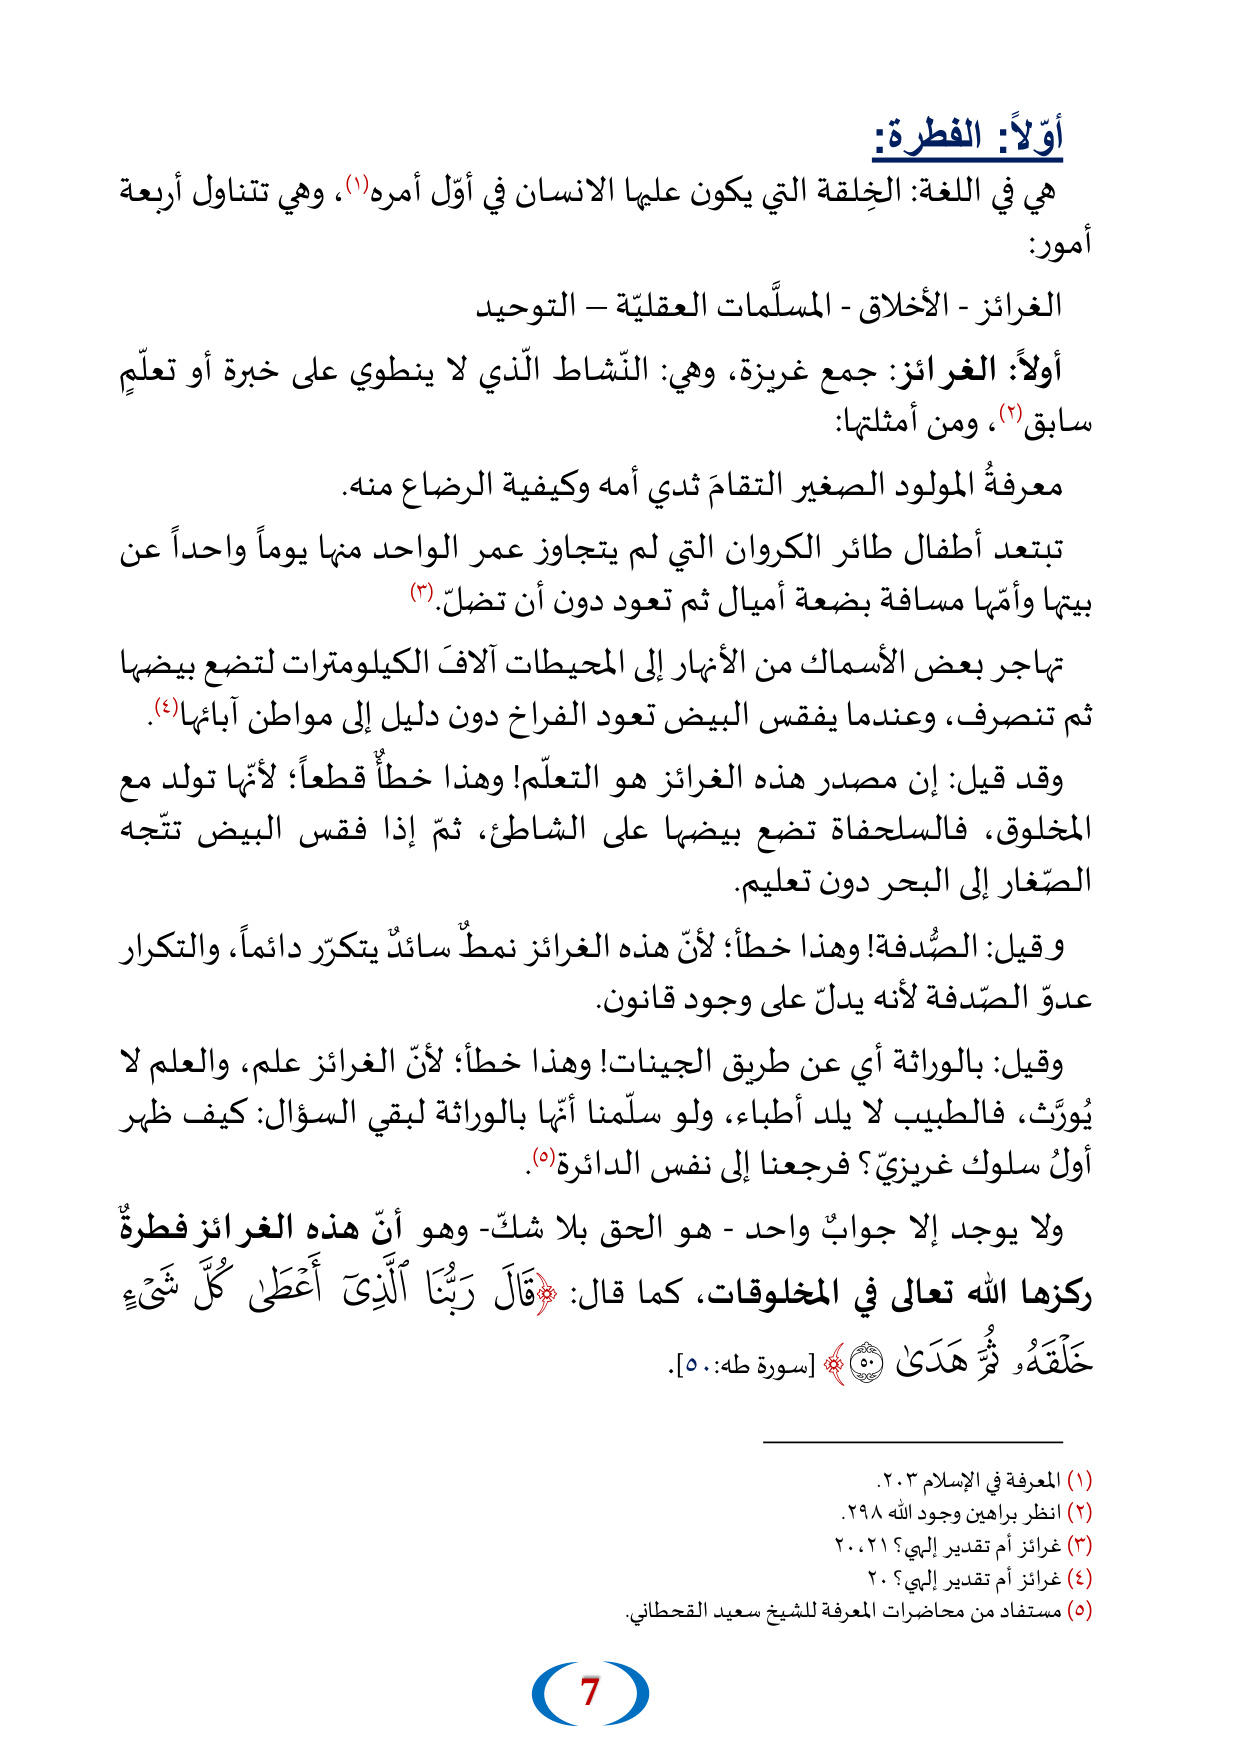 أوّلاً: الفطرة:
هي في اللغة: الخِلقة التي يكون عليها الانسان في أوّل أمره(١)، وهي تتناول أربعة
أمور:
الغرائز - الأخلاق - المسلَّمات العقليّة – التوحيد
أولاً: الغرائز: جمع غريزة، وهي: النّشاط الّذي لا ينطوي على خبرة أو تعلّمٍ
سابق(٢)، ومن أمثلتها:
معرفةُ المولود الصغير التقامَ ثدي أمه وكيفية الرضاع منه.
تبتعد أطفال طائر الكروان التي لم يتجاوز عمر الواحد منها يوماً واحداً عن
بيتها وأمّها مسافة بضعة أميال ثم تعود دون أن تضلّ.(٣)
تهاجر بعض الأسماك من الأنهار إلى المحيطات آلافَ الكيلومترات لتضع بيضها
ثم تنصرف، وعندما يفقس البيض تعود الفراخ دون دليل إلى مواطن آبائها(٤).
وقد قيل: إن مصدر هذه الغرائز هو التعلّم! وهذا خطأٌ قطعاً؛ لأنّها تولد مع
المخلوق، فالسلحفاة تضع بيضها على الشاطئ، ثمّ إذا فقس البيض تتّجه
الصّغار إلى البحر دون تعليم.
وقيل: الصُّدفة! وهذا خطأ؛ لأنّ هذه الغرائز نمطٌ سائدٌ يتكرّر دائماً، والتكرار
عدوّ الصّدفة لأنه يدلّ على وجود قانون.
وقيل: بالوراثة أي عن طريق الجينات! وهذا خطأ؛ لأنّ الغرائز علم، والعلم لا
يُورَّث، فالطبيب لا يلد أطباء، ولو سلّمنا أنّها بالوراثة لبقي السؤال: كيف ظهر
أولُ سلوك غريزيّ؟ فرجعنا إلى نفس الدائرة(٥).
ولا يوجد إلا جوابٌ واحد - هو الحق بلا شكّ- وهو أنّ هذه الغرائز فطرةٌ
ركزها الله تعالى في المخلوقات، كما قال: ﴿قَالَ رَبُّنَا ٱلَّذِيٓ أَعۡطَىٰ كُلَّ شَيۡءٍ
خَلۡقَهُۥ ثُمَّ هَدَىٰ ٥٠﴾ [سورة طه:٥٠].
(١) المعرفة في الإسلام ٢٠٣.
(٢) انظر براهين وجود الله ٢٩٨.
(٣) غرائز أم تقدير إلهي؟ ٢٠،٢١
(٤) غرائز أم تقدير إلهي؟ ٢٠
(٥) مستفاد من محاضرات المعرفة للشيخ سعيد القحطاني.
7